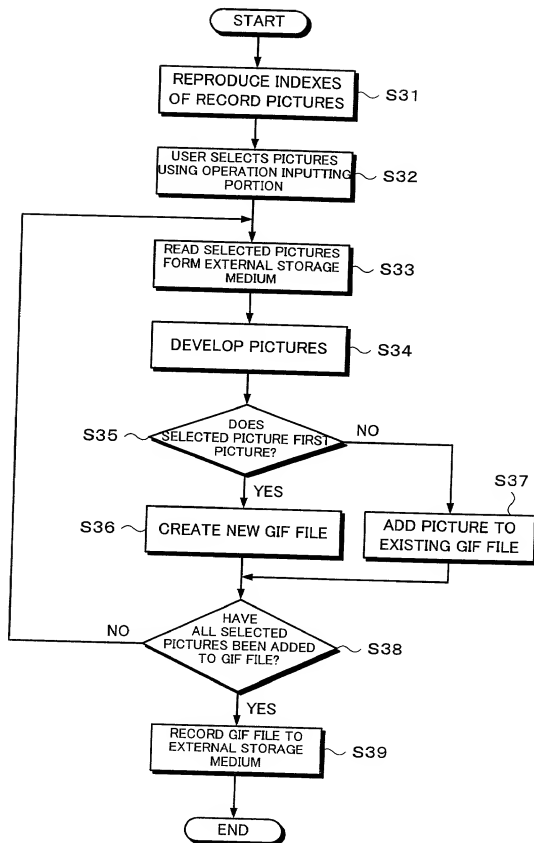 START
REPRODUCE INDEXES
OF RECORD PICTURES
S31
USER SELECTS PICTURES
USING OPERATION INPUTTING
PORTION
S32
READ SELECTED PICTURES
FORM EXTERNAL STORAGE
MEDIUM
S33
DEVELOP PICTURES
S34
DOES
SELECTED PICTURE FIRST
PICTURE?
S35
NO
YES
S37
S36
CREATE NEW GIF FILE
ADD PICTURE TO
EXISTING GIF FILE
HAVE
ALL SELECTED
PICTURES BEEN ADDED
TO GIF FILE?
NO
S38
YES
RECORD GIF FILE TO
EXTERNAL STORAGE
MEDIUM
S39
END